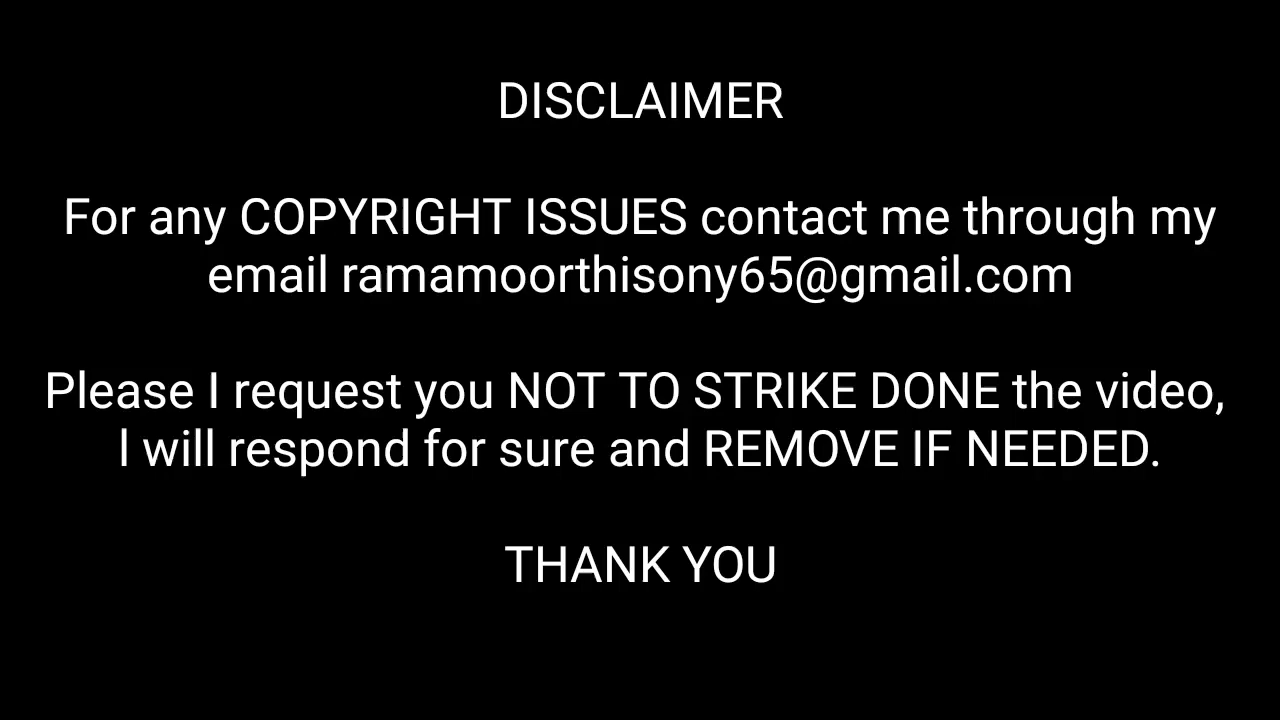 DISCLAIMER
For any COPYRIGHT ISSUES contact me through my
email ramamoorthisony65@gmail.com
Please I request you NOT TO STRIKE DONE the video,
I will respond for sure and REMOVE IF NEEDED.
THANK YOU